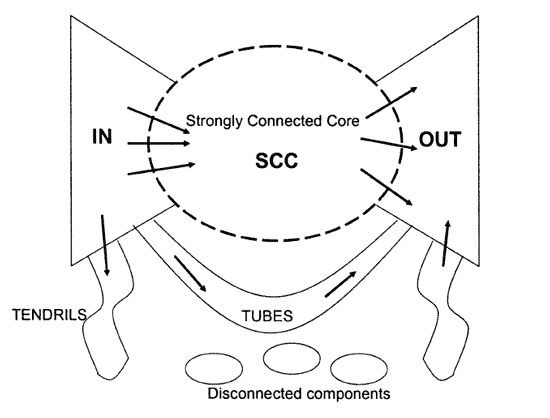 Strongly Connected Core
IN
SCC
OUT
TENDRILS
TUBES
Disconnected components